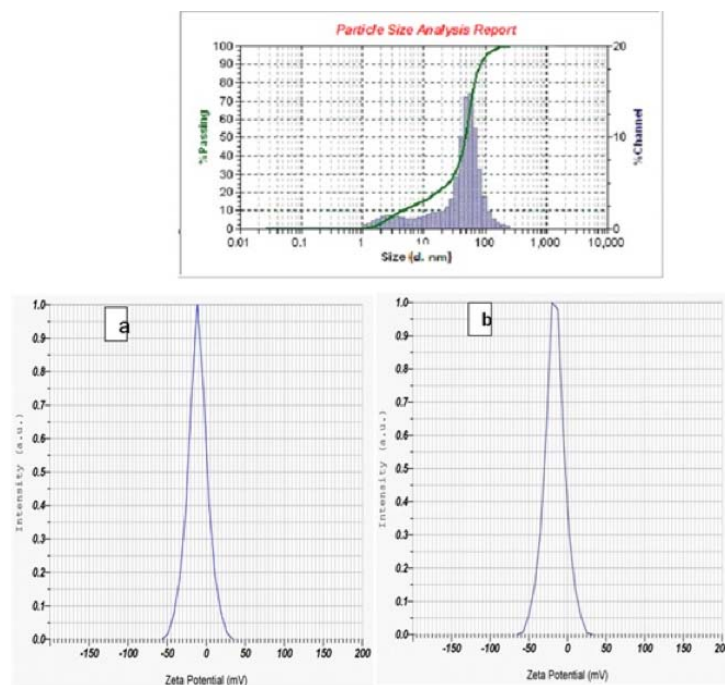 Particle Size Analysis Report
%Passing
100
90
80
70
60
50
40
30
20
10
0
20
10
0
%Channel
0.01 0.1 1 10 100 1,000 10,000
Size (d. nm)
a
Intensity (a.u.)
1.0
0.9
0.8
0.7
0.6
0.5
0.4
0.3
0.2
0.1
0.0
-150 -100 -50 0 50 100 150 200
Zeta Potential (mV)
b
Intensity (a.u.)
1.0
0.9
0.8
0.7
0.6
0.5
0.4
0.3
0.2
0.1
0.0
-150 -100 -50 0 50 100 150 200
Zeta Potential (mV)